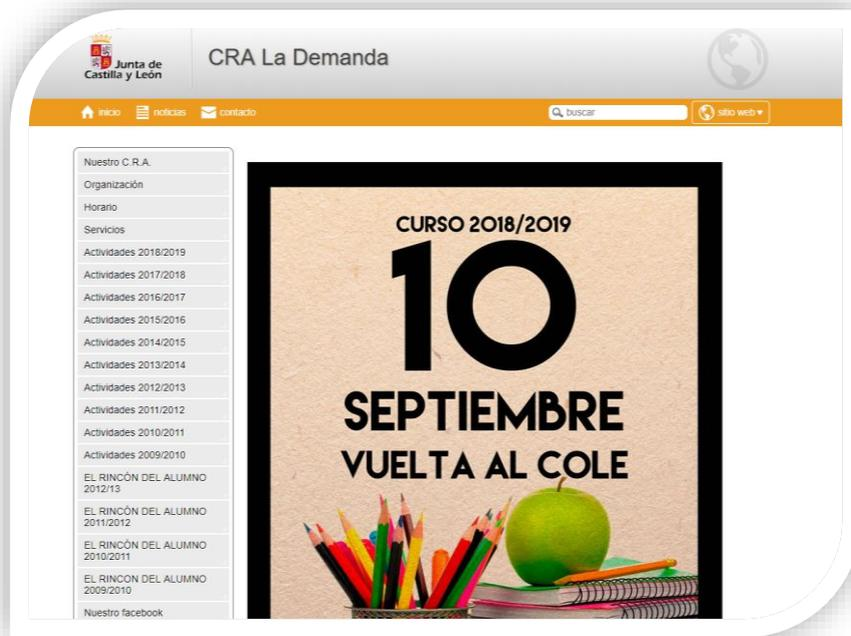 Junta de
Castilla y León
CRA La Demanda
inicio noticias contacto
buscar
sitio web
Nuestro C.R.A.
Organización
Horario
Servicios
Actividades 2018/2019
Actividades 2017/2018
Actividades 2016/2017
Actividades 2015/2016
Actividades 2014/2015
Actividades 2013/2014
Actividades 2012/2013
Actividades 2011/2012
Actividades 2010/2011
Actividades 2009/2010
EL RINCÓN DEL ALUMNO
2012/13
EL RINCÓN DEL ALUMNO
2011/2012
EL RINCÓN DEL ALUMNO
2010/2011
EL RINCON DEL ALUMNO
2009/2010
Nuestro facebook
CURSO 2018/2019
10
SEPTIEMBRE
VUELTA AL COLE